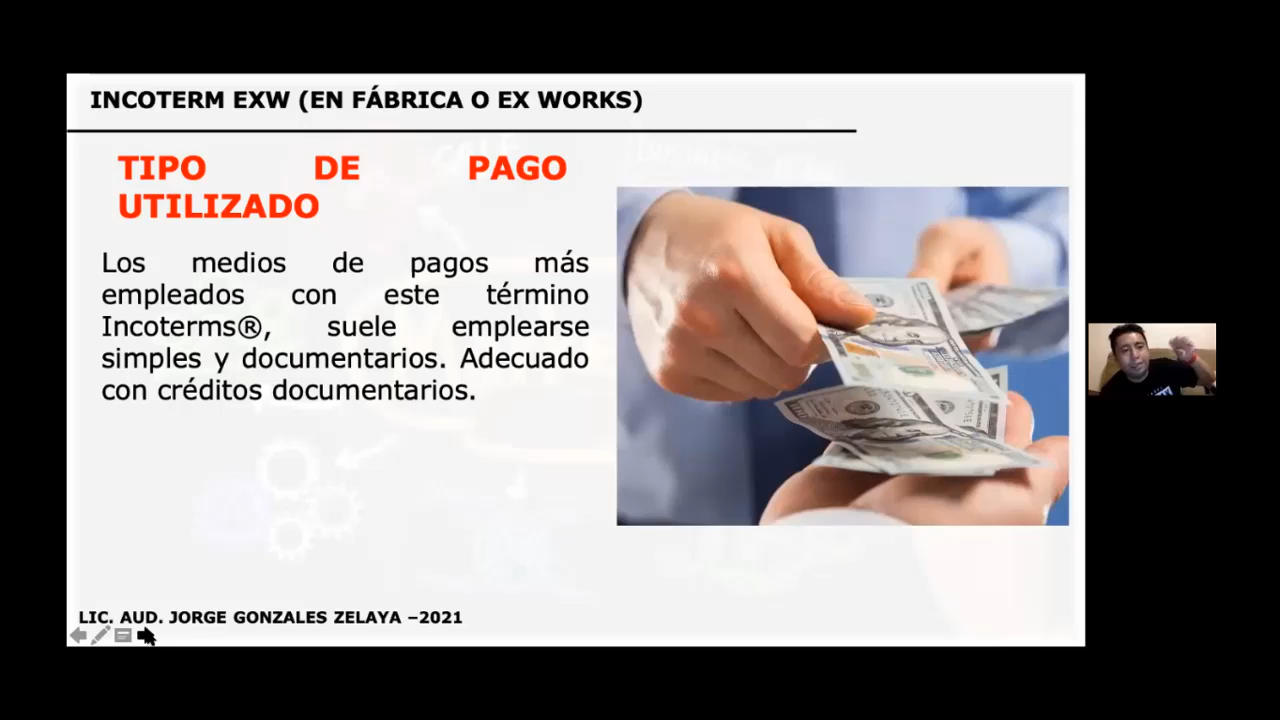 INCOTERM EXW (EN FÁBRICA O EX WORKS)
TIPO DE PAGO
UTILIZADO
Los medios de pagos más
empleados con este término
Incoterms®, suele emplearse
simples y documentarios. Adecuado
con créditos documentarios.
LIC. AUD. JORGE GONZALES ZELAYA –2021